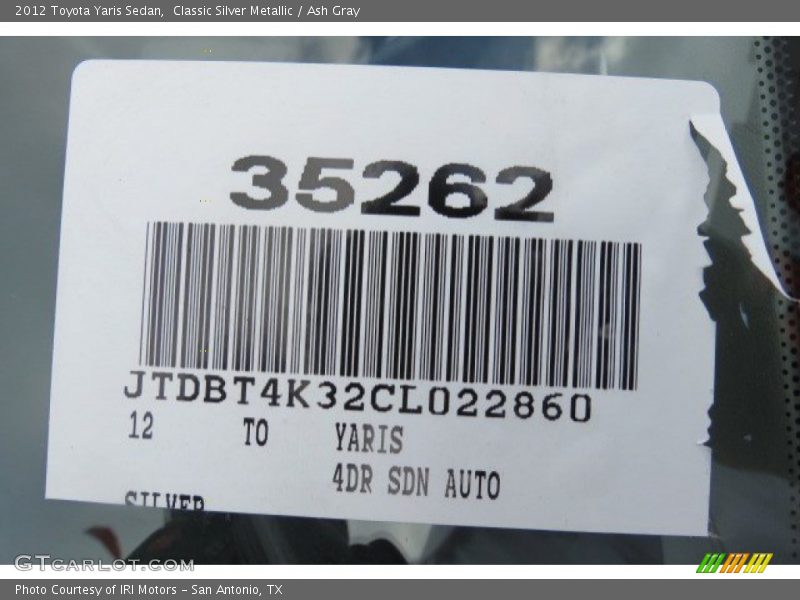 2012 Toyota Yaris Sedan,  Classic Silver Metallic / Ash Gray
35262
JTDBT4K32CL022860
12 TO YARIS
4DR SDN AUTO
SILVER
GTCARLOT.COM
Photo Courtesy of IRI Motors – San Antonio, TX